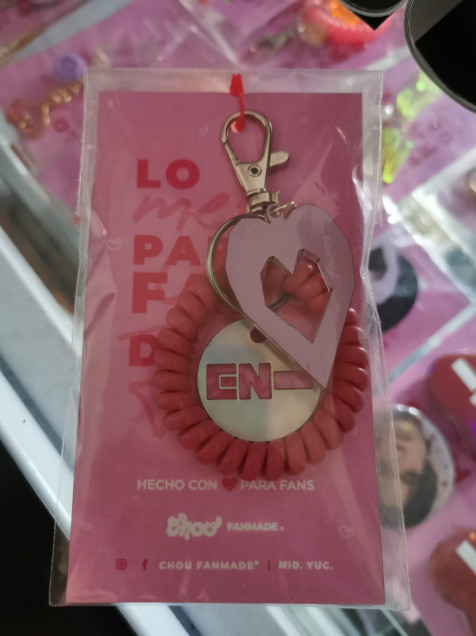 LO
me
PA
F
D
EN-
HECHO CON PARA FANS
Chou FANMADE
CHOU FANMADE® | MID. YUC.